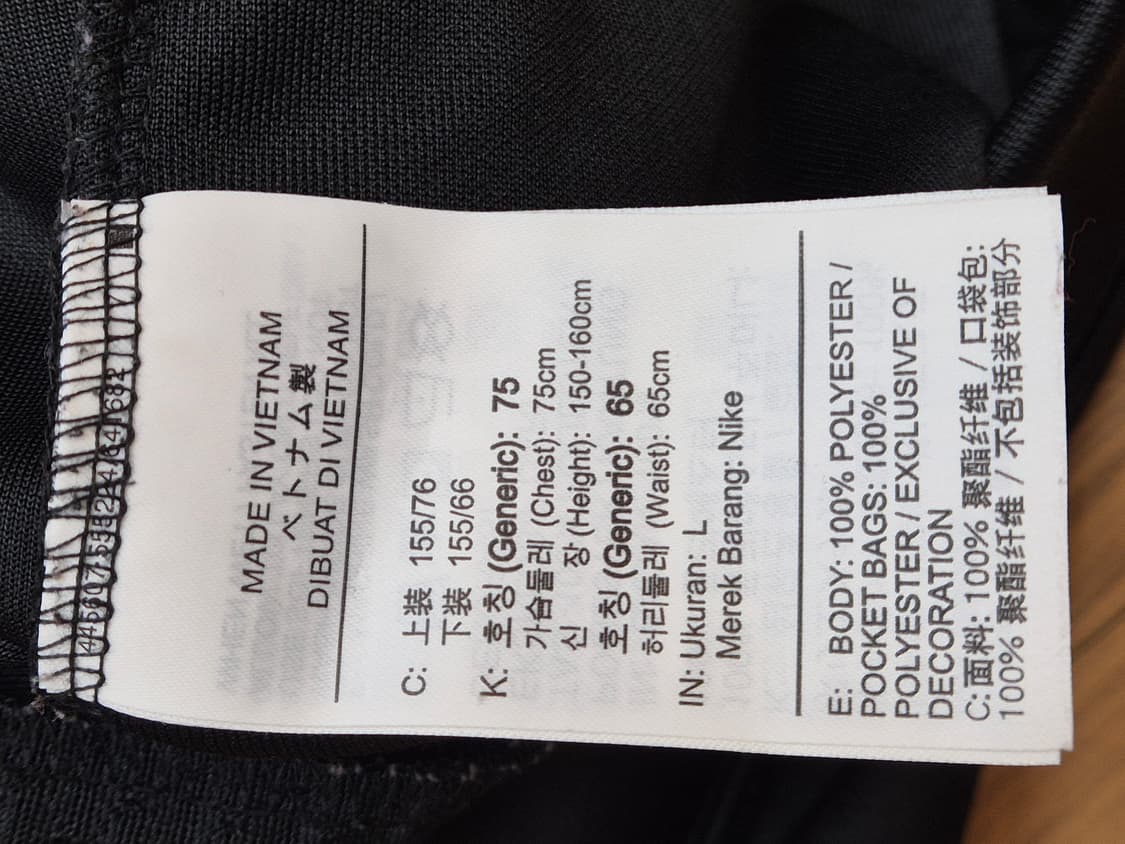 MADE IN VIETNAM
ベトナム製
DIBUAT DI VIETNAM
C: 上装 155/76
下装 155/66
K: 호칭 (Generic): 75
가슴둘레 (Chest): 75cm
신 장 (Height): 150-160cm
호칭 (Generic): 65
허리둘레 (Waist): 65cm
IN: Ukuran: L
Merek Barang: Nike
E: BODY: 100% POLYESTER /
POCKET BAGS: 100%
POLYESTER / EXCLUSIVE OF
DECORATION
C: 面料: 100% 聚酯纤维 / 口袋包:
100% 聚酯纤维 / 不包括装饰部分